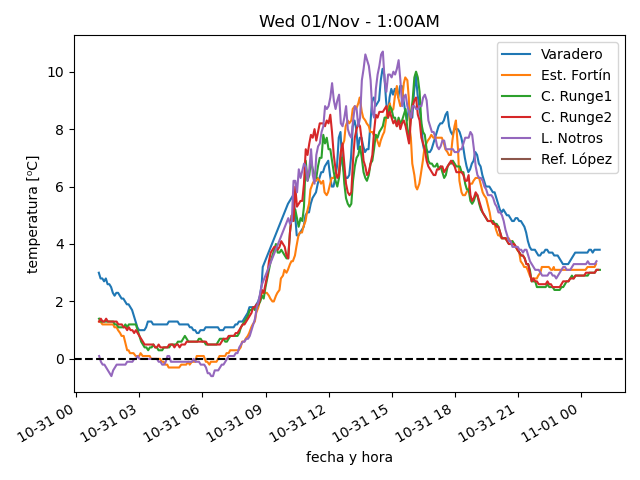 Wed 01/Nov - 1:00AM
temperatura [ºC]
10
8
6
4
2
0
Varadero
Est. Fortín
C. Runge1
C. Runge2
L. Notros
Ref. López
10-31 00
10-31 03
10-31 06
10-31 09
10-31 12
10-31 15
10-31 18
10-31 21
11-01 00
fecha y hora